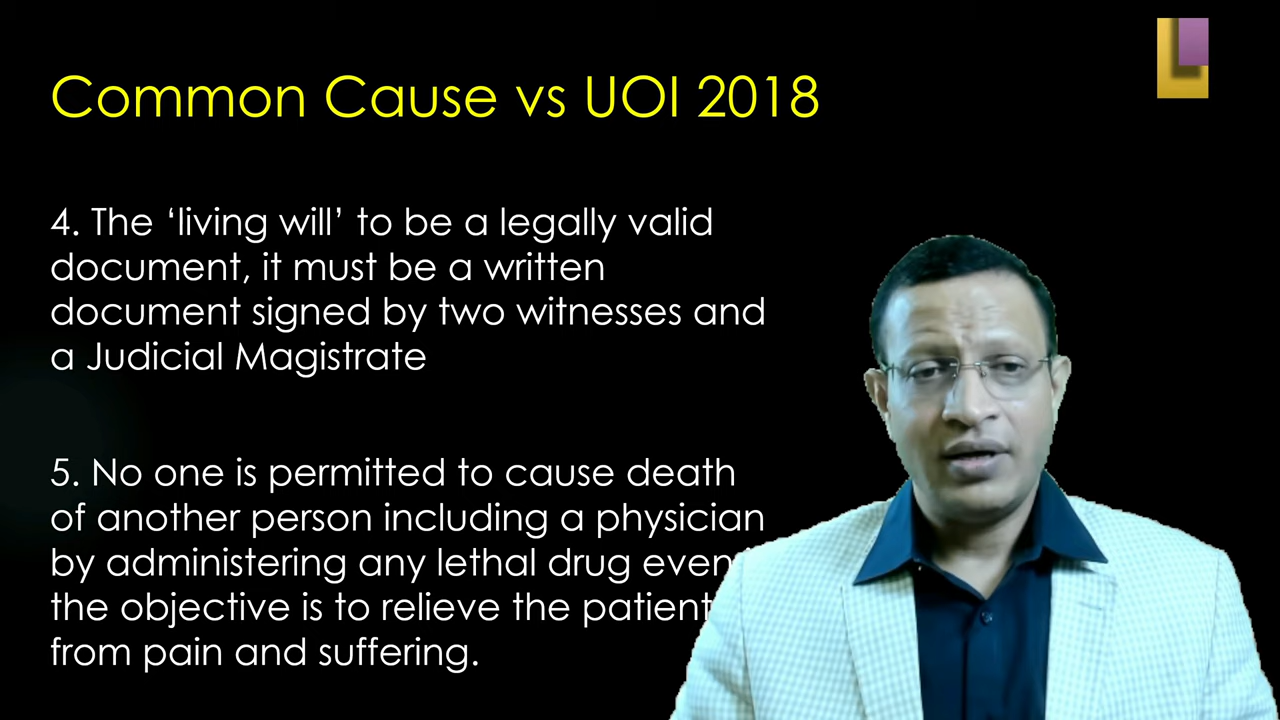 Common Cause vs UOI 2018
4. The ‘living will’ to be a legally valid
document, it must be a written
document signed by two witnesses and
a Judicial Magistrate
5. No one is permitted to cause death
of another person including a physician
by administering any lethal drug even
the objective is to relieve the patient
from pain and suffering.